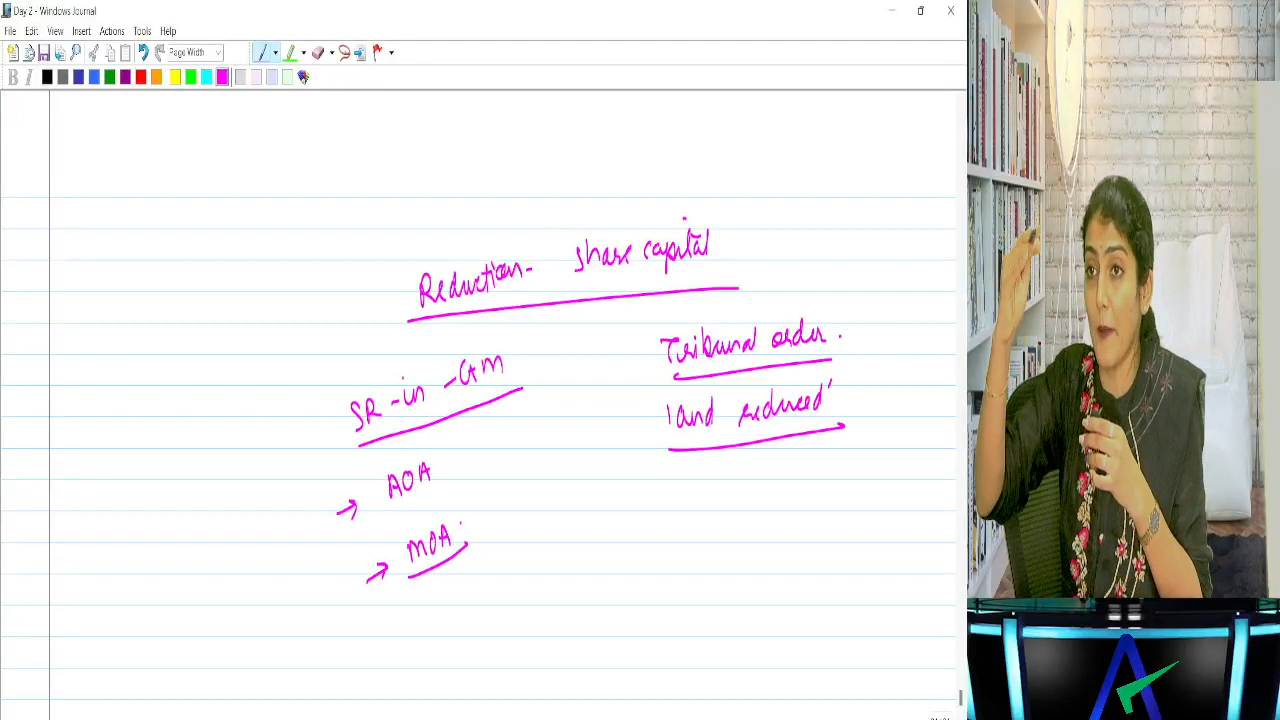 Day 2 - Windows Journal
File Edit View Insert Actions Tools Help
Page Width
B I
Reduction - share capital
SR - in - GM
Tribunal order.
'and reduced'
→ AOA
→ MOA.